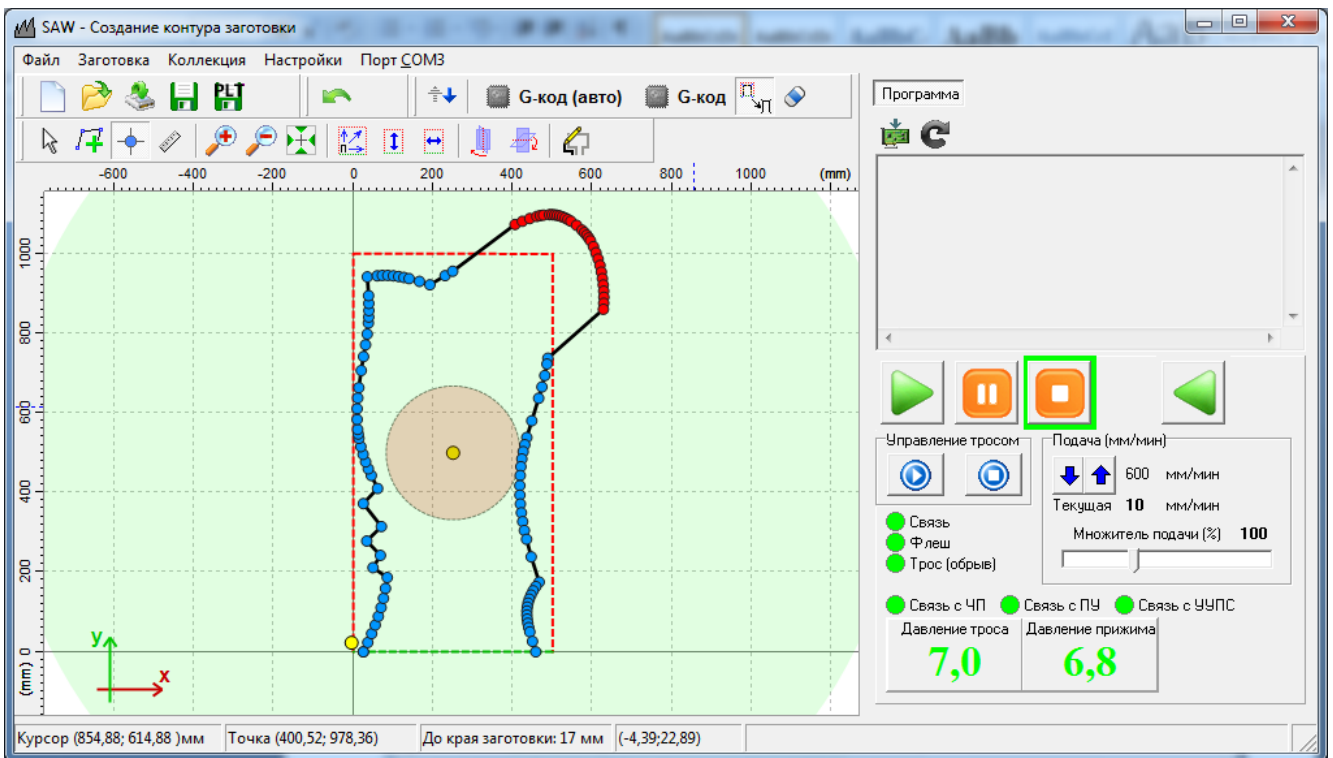 SAW - Создание контура заготовки
Файл Заготовка Коллекция Настройки Порт COM3
PLT
G-код (авто)
G-код
-600 -400 -200 0 200 400 600 800 1000 (mm)
1000
800
600
400
200
0
(mm)
y
x
Программа
Управление тросом
Подача (мм/мин)
600 мм/мин
Текущая 10 мм/мин
Множитель подачи (%) 100
Связь
Флеш
Трос (обрыв)
Связь с ЧП Связь с ПУ Связь с УУПС
Давление троса Давление прижима
7,0 6,8
Курсор (854,88; 614,88 )мм Точка (400,52; 978,36) До края заготовки: 17 мм (-4,39;22,89)